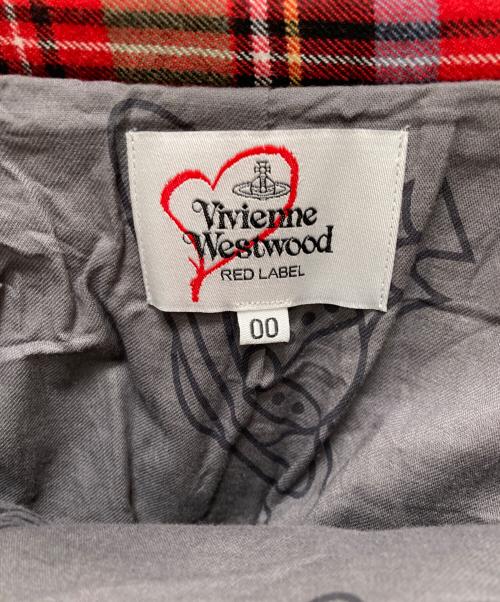 Vivienne
Westwood
RED LABEL
00